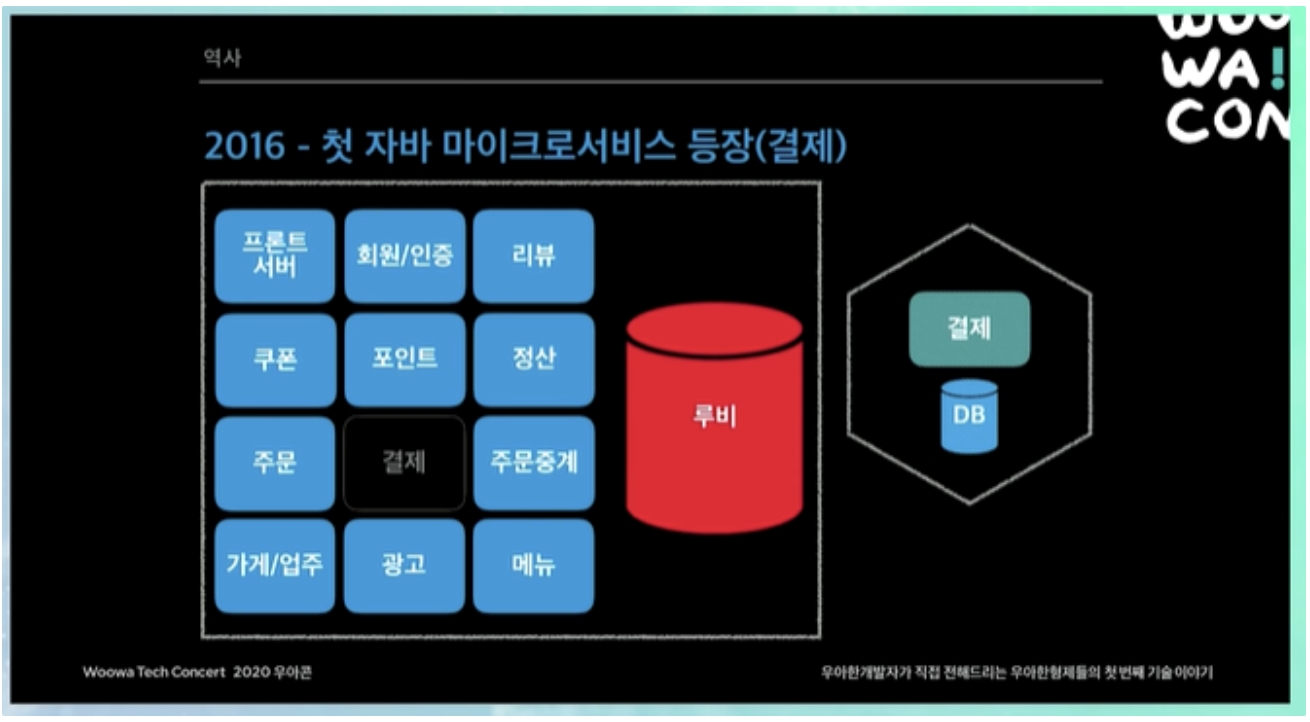 역사
WOO
WA!
CON
2016 - 첫 자바 마이크로서비스 등장(결제)
프론트
서버
회원/인증
리뷰
쿠폰
포인트
정산
주문
결제
주문중계
가게/업주
광고
메뉴
루비
결제
DB
Woowa Tech Concert 2020 우아콘
우아한개발자가 직접 전해드리는 우아한형제들의 첫 번째 기술 이야기